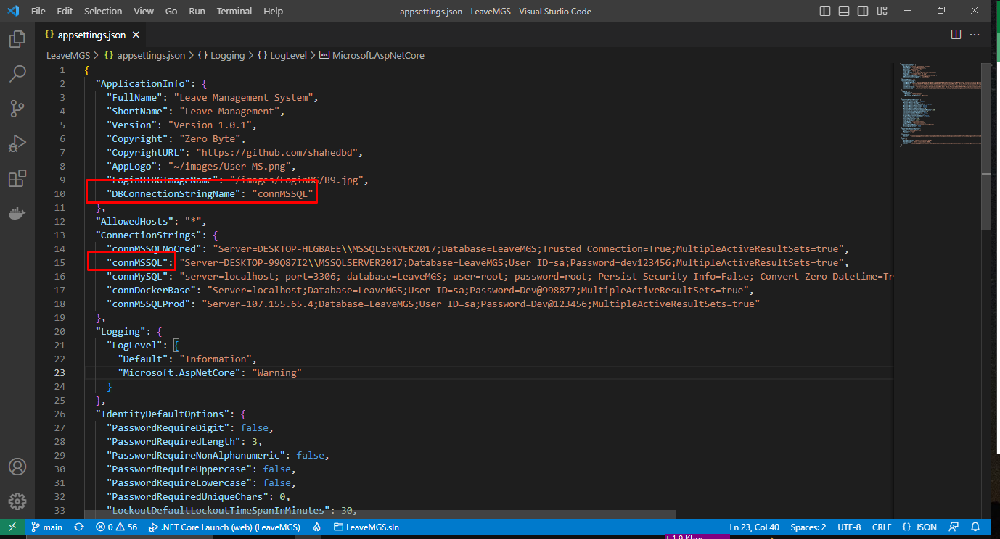 File Edit Selection View Go Run Terminal Help appsettings.json - LeaveMGS - Visual Studio Code
{} appsettings.json
LeaveMGS > {} appsettings.json > {} Logging > {} LogLevel > abc Microsoft.AspNetCore
1 {
2 "ApplicationInfo": {
3 "FullName": "Leave Management System",
4 "ShortName": "Leave Management",
5 "Version": "Version 1.0.1",
6 "Copyright": "Zero Byte",
7 "CopyrightURL": "https://github.com/shahedbd",
8 "AppLogo": "~/images/User MS.png",
9 "LoginUIBGImageName": "/images/LoginBG/B9.jpg",
10 "DBConnectionStringName": "connMSSQL"
11 },
12 "AllowedHosts": "*",
13 "ConnectionStrings": {
14 "connMSSQLNoCred": "Server=DESKTOP-HLGBAEE\\MSSQLSERVER2017;Database=LeaveMGS;Trusted_Connection=True;MultipleActiveResultSets=true",
15 "connMSSQL": "Server=DESKTOP-99Q87I2\\MSSQLSERVER2017;Database=LeaveMGS;User ID=sa;Password=dev123456;MultipleActiveResultSets=true",
16 "connMySQL": "server=localhost; port=3306; database=LeaveMGS; user=root; password=root; Persist Security Info=False; Convert Zero Datetime=Tr
17 "connDockerBase": "Server=localhost;Database=LeaveMGS;User ID=sa;Password=Dev@998877;MultipleActiveResultSets=true",
18 "connMSSQLProd": "Server=107.155.65.4;Database=LeaveMGS;User ID=sa;Password=Dev@123456;MultipleActiveResultSets=true"
19 },
20 "Logging": {
21 "LogLevel": {
22 "Default": "Information",
23 "Microsoft.AspNetCore": "Warning"
24 }
25 },
26 "IdentityDefaultOptions": {
27 "PasswordRequireDigit": false,
28 "PasswordRequiredLength": 3,
29 "PasswordRequireNonAlphanumeric": false,
30 "PasswordRequireUppercase": false,
31 "PasswordRequireLowercase": false,
32 "PasswordRequiredUniqueChars": 0,
33 "LockoutDefaultLockoutTimeSpanInMinutes": 30,
main 0 56 .NET Core Launch (web) (LeaveMGS) LeaveMGS.sln Ln 23, Col 40 Spaces: 2 UTF-8 CRLF {} JSON